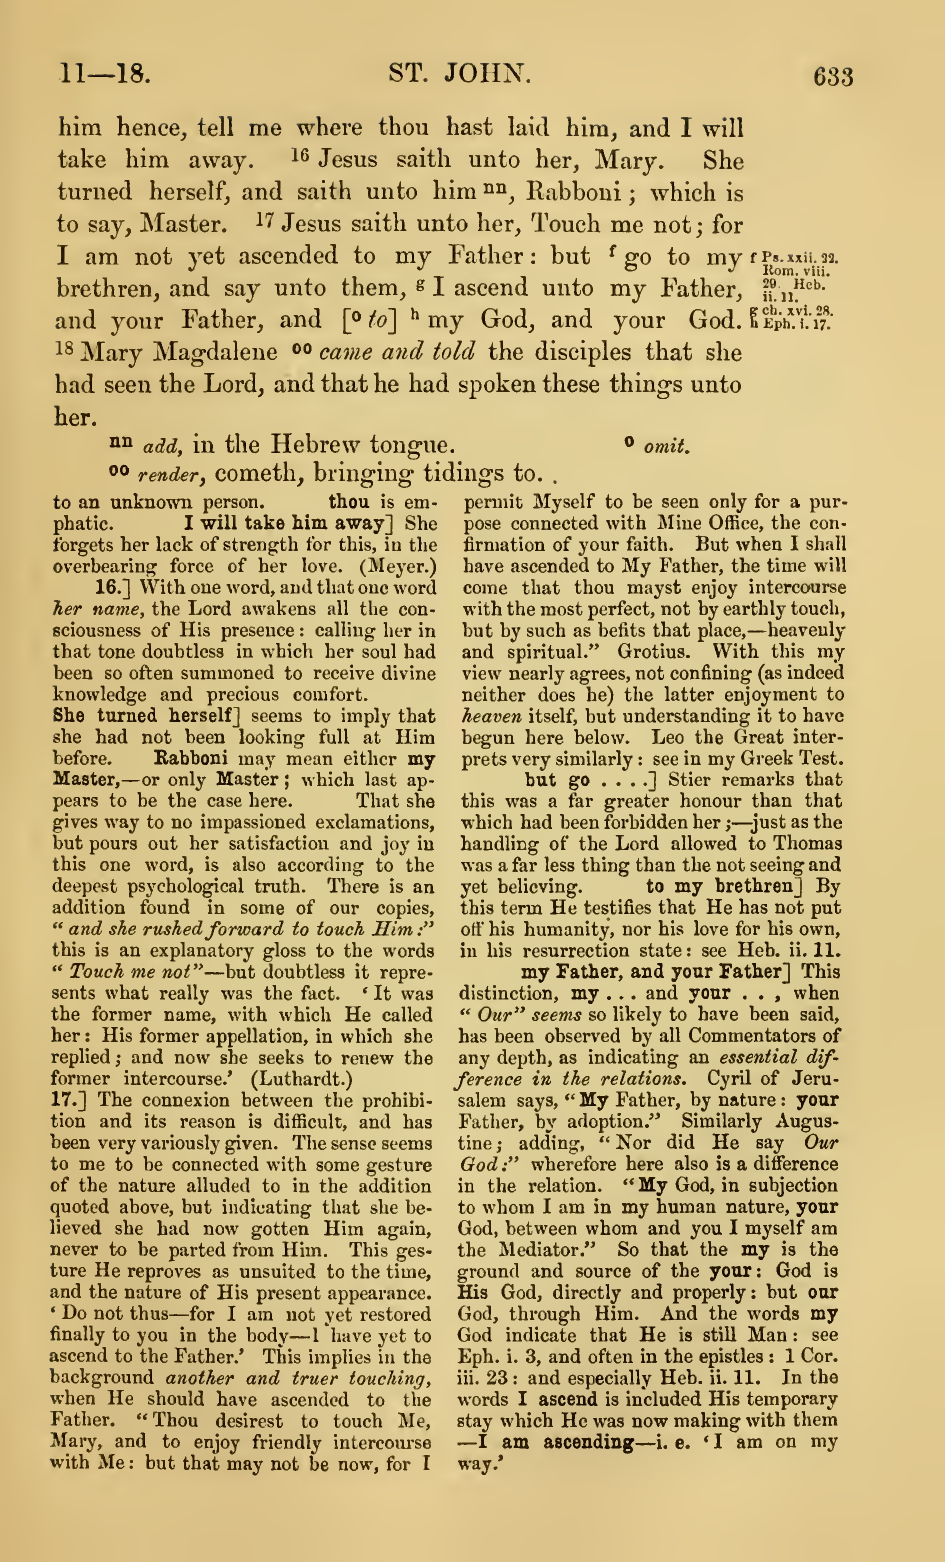 11—18. ST. JOHN. 633
him hence, tell me where thou hast laid him, and I will
take him away. 16 Jesus saith unto her, Mary. She
turned herself, and saith unto him nn, Rabboni; which is
to say, Master. 17 Jesus saith unto her, Touch me not; for
I am not yet ascended to my Father: but f go to my
brethren, and say unto them, g I ascend unto my Father,
and your Father, and [o to] h my God, and your God.
18 Mary Magdalene oo came and told the disciples that she
had seen the Lord, and that he had spoken these things unto
her.
f Ps. xxii. 22.
Rom. viii.
29. Heb.
ii. 11.
g ch. xvi. 28.
h Eph. i. 17.
nn add, in the Hebrew tongue. o omit.
oo render, cometh, bringing tidings to.
to an unknown person. thou is em-
phatic. I will take him away] She
forgets her lack of strength for this, in the
overbearing force of her love. (Meyer.)
16.] With one word, and that one word
her name, the Lord awakens all the con-
sciousness of His presence: calling her in
that tone doubtless in which her soul had
been so often summoned to receive divine
knowledge and precious comfort.
She turned herself] seems to imply that
she had not been looking full at Him
before. Rabboni may mean either my
Master,—or only Master; which last ap-
pears to be the case here. That she
gives way to no impassioned exclamations,
but pours out her satisfaction and joy in
this one word, is also according to the
deepest psychological truth. There is an
addition found in some of our copies,
“and she rushed forward to touch Him:”
this is an explanatory gloss to the words
“Touch me not”—but doubtless it repre-
sents what really was the fact. ‘It was
the former name, with which He called
her: His former appellation, in which she
replied; and now she seeks to renew the
former intercourse.’ (Luthardt.)
17.] The connexion between the prohibi-
tion and its reason is difficult, and has
been very variously given. The sense seems
to me to be connected with some gesture
of the nature alluded to in the addition
quoted above, but indicating that she be-
lieved she had now gotten Him again,
never to be parted from Him. This ges-
ture He reproves as unsuited to the time,
and the nature of His present appearance.
‘Do not thus—for I am not yet restored
finally to you in the body—I have yet to
ascend to the Father.’ This implies in the
background another and truer touching,
when He should have ascended to the
Father. “Thou desirest to touch Me,
Mary, and to enjoy friendly intercourse
with Me: but that may not be now, for I
permit Myself to be seen only for a pur-
pose connected with Mine Office, the con-
firmation of your faith. But when I shall
have ascended to My Father, the time will
come that thou mayst enjoy intercourse
with the most perfect, not by earthly touch,
but by such as befits that place,—heavenly
and spiritual.” Grotius. With this my
view nearly agrees, not confining (as indeed
neither does he) the latter enjoyment to
heaven itself, but understanding it to have
begun here below. Leo the Great inter-
prets very similarly: see in my Greek Test.
but go . . . .] Stier remarks that
this was a far greater honour than that
which had been forbidden her;—just as the
handling of the Lord allowed to Thomas
was a far less thing than the not seeing and
yet believing. to my brethren] By
this term He testifies that He has not put
off his humanity, nor his love for his own,
in his resurrection state: see Heb. ii. 11.
my Father, and your Father] This
distinction, my . . . and your . . , when
“Our” seems so likely to have been said,
has been observed by all Commentators of
any depth, as indicating an essential dif-
ference in the relations. Cyril of Jeru-
salem says, “My Father, by nature: your
Father, by adoption.” Similarly Augus-
tine; adding, “Nor did He say Our
God:” wherefore here also is a difference
in the relation. “My God, in subjection
to whom I am in my human nature, your
God, between whom and you I myself am
the Mediator.” So that the my is the
ground and source of the your: God is
His God, directly and properly: but our
God, through Him. And the words my
God indicate that He is still Man: see
Eph. i. 3, and often in the epistles: 1 Cor.
iii. 23: and especially Heb. ii. 11. In the
words I ascend is included His temporary
stay which He was now making with them
—I am ascending—i. e. ‘I am on my
way.’